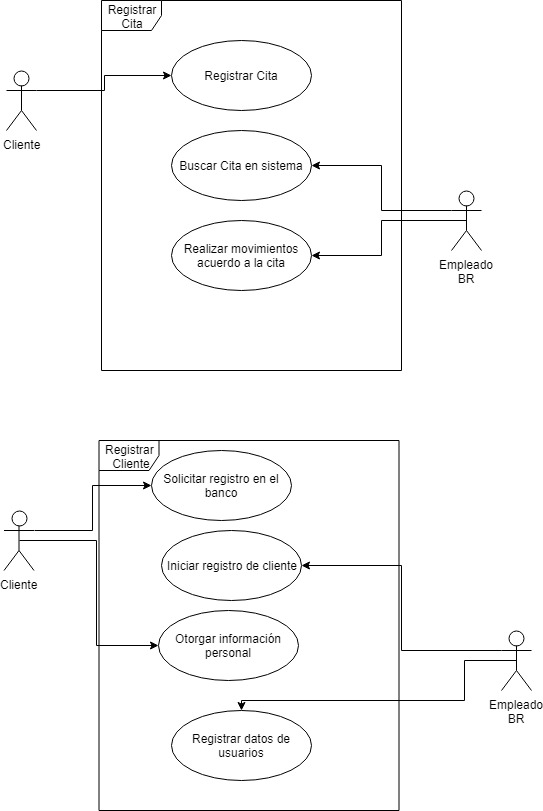 Registrar
Cita
Registrar Cita
Cliente
Buscar Cita en sistema
Realizar movimientos
acuerdo a la cita
Empleado
BR
Registrar
Cliente
Solicitar registro en el
banco
Iniciar registro de cliente
Cliente
Otorgar información
personal
Empleado
BR
Registrar datos de
usuarios